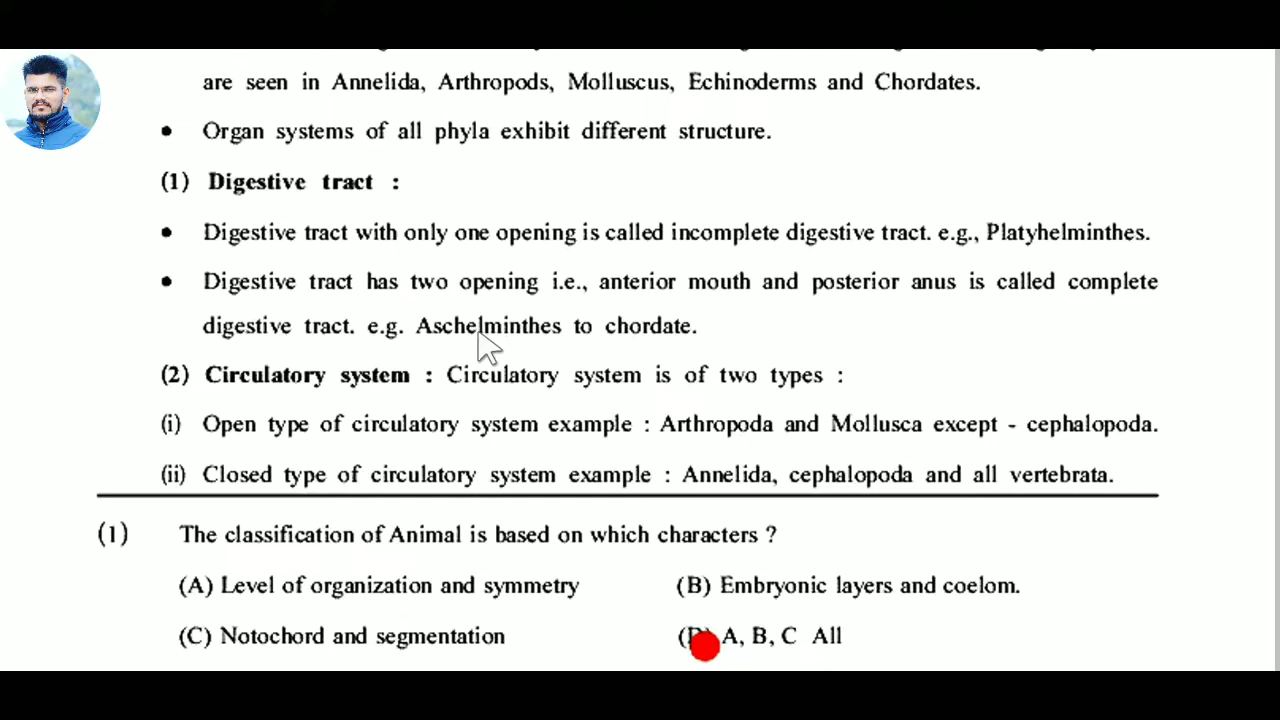 are seen in Annelida, Arthropods, Molluscus, Echinoderms and Chordates.
• Organ systems of all phyla exhibit different structure.
(1) Digestive tract :
• Digestive tract with only one opening is called incomplete digestive tract. e.g., Platyhelminthes.
• Digestive tract has two opening i.e., anterior mouth and posterior anus is called complete
digestive tract. e.g. Aschelminthes to chordate.
(2) Circulatory system : Circulatory system is of two types :
(i) Open type of circulatory system example : Arthropoda and Mollusca except - cephalopoda.
(ii) Closed type of circulatory system example : Annelida, cephalopoda and all vertebrata.
(1) The classification of Animal is based on which characters ?
(A) Level of organization and symmetry (B) Embryonic layers and coelom.
(C) Notochord and segmentation (D) A, B, C All